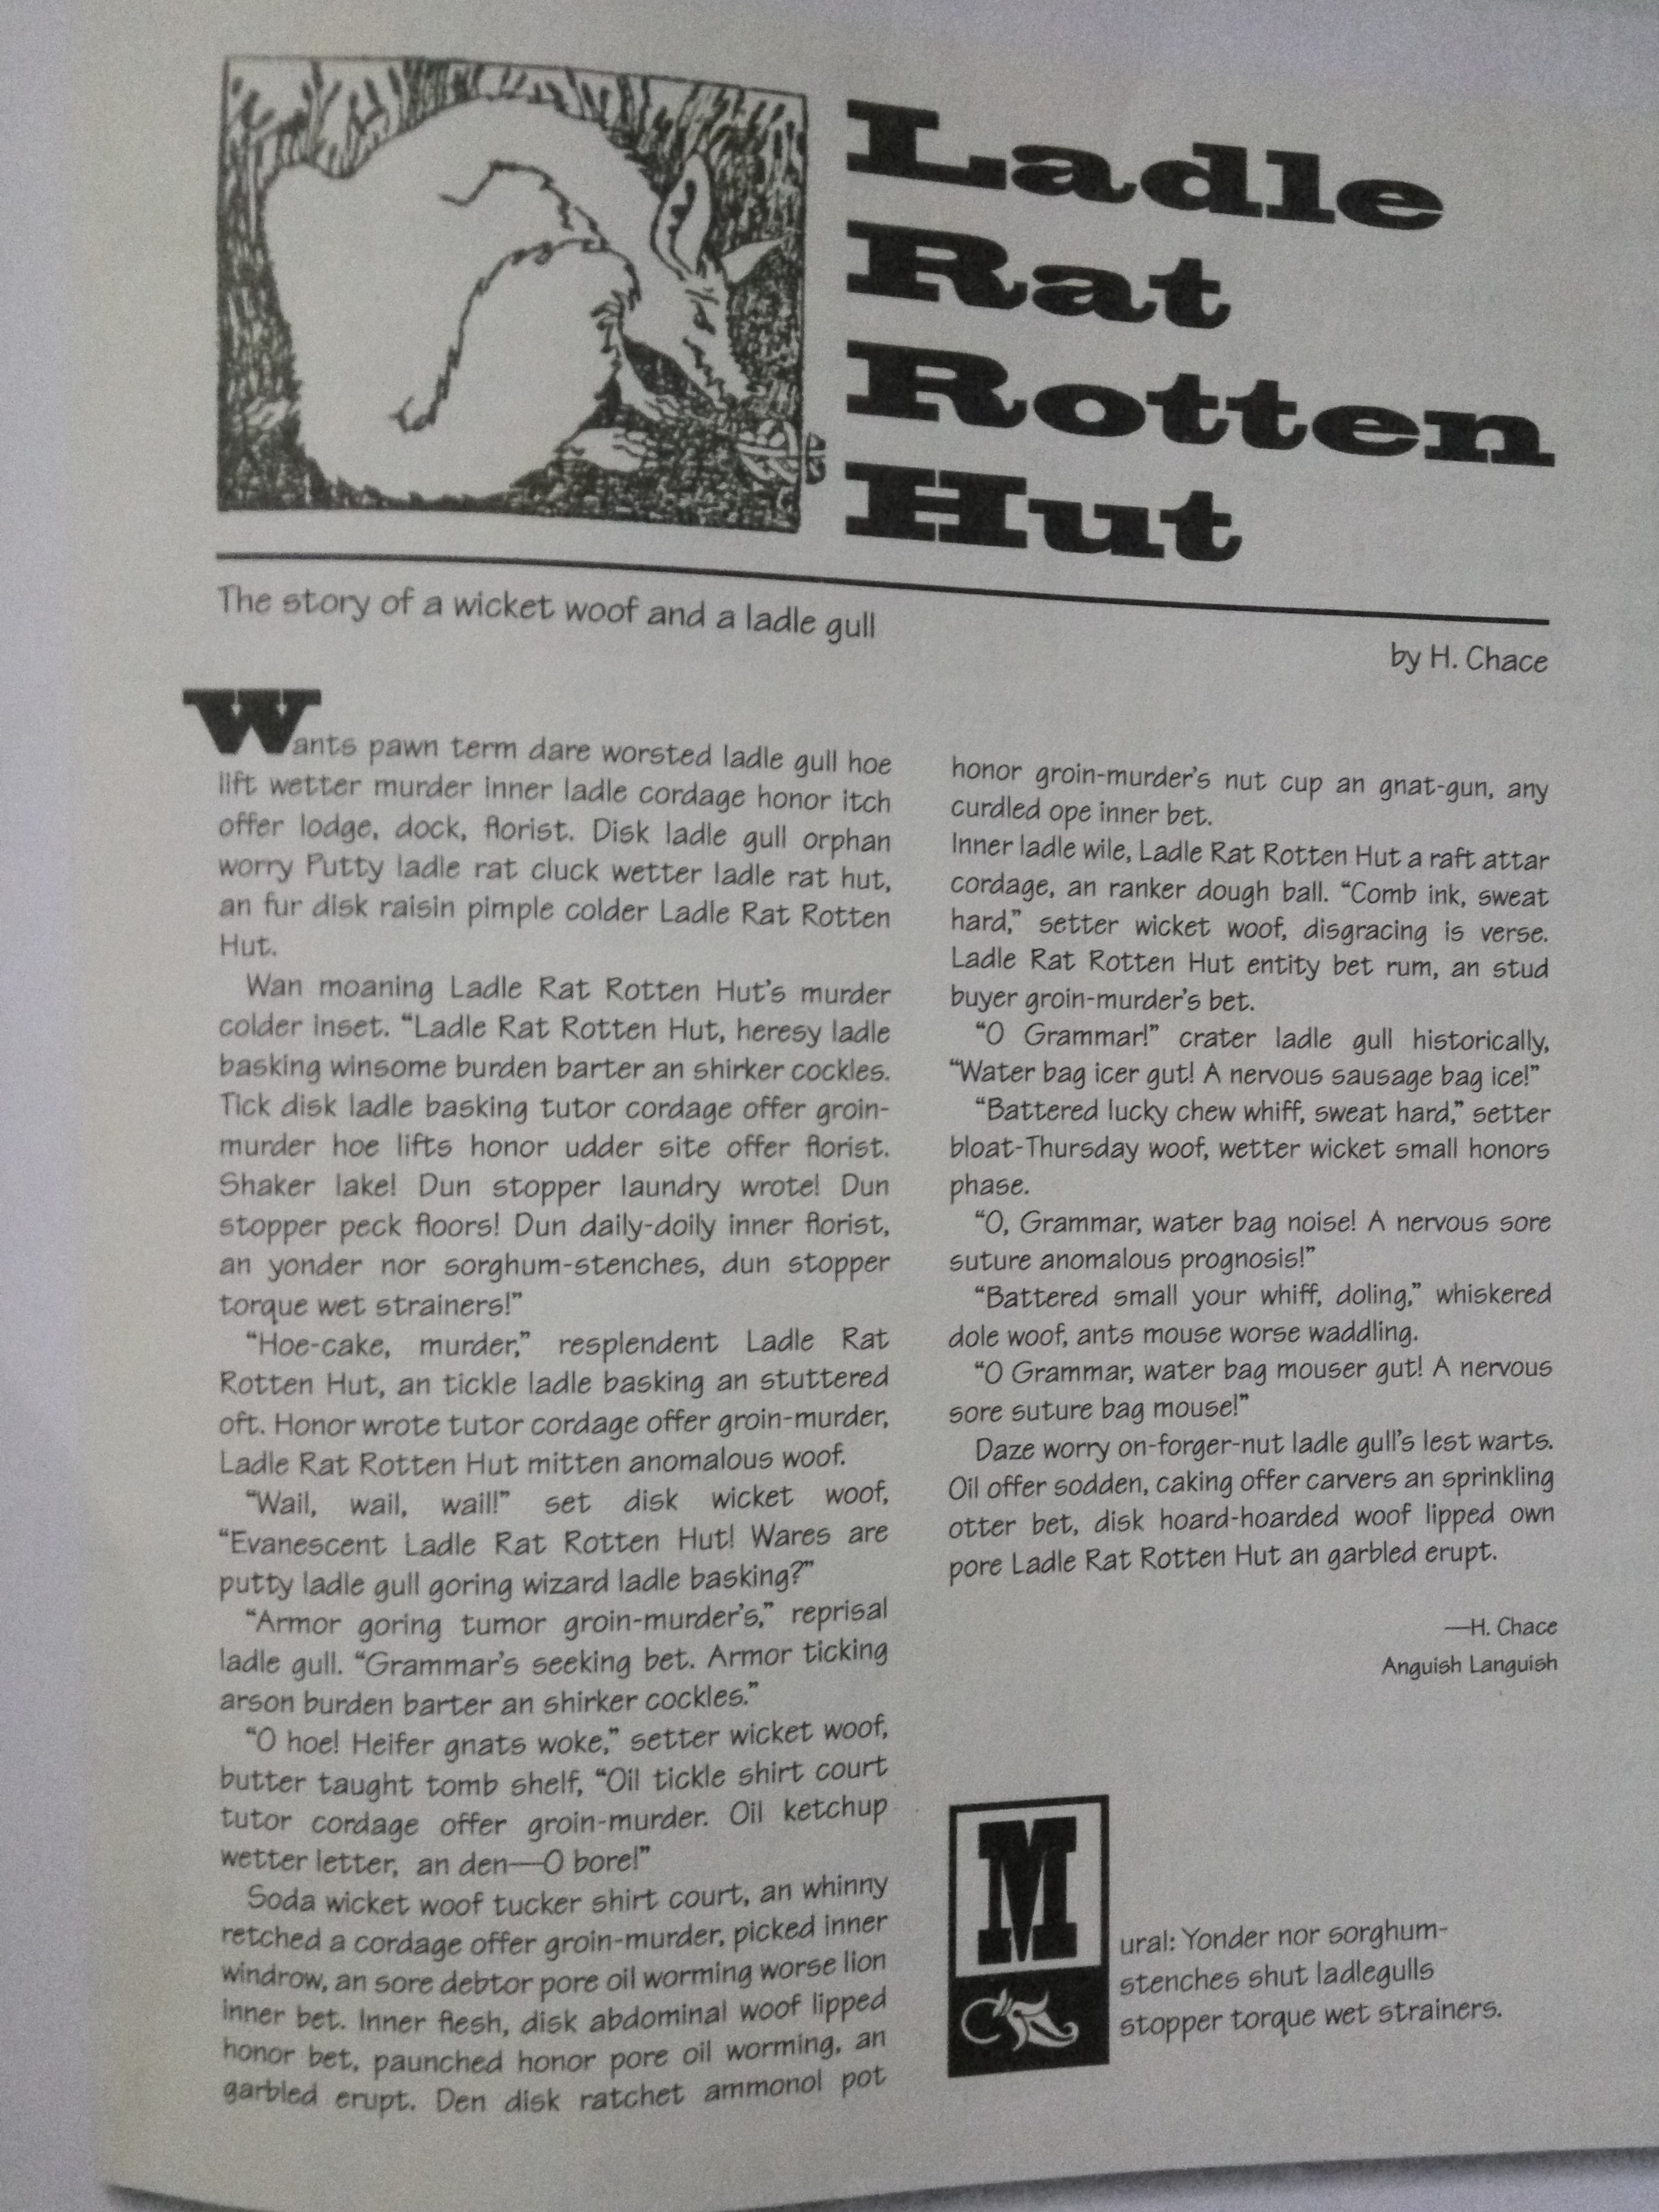 Ladle
Rat
Rotten
Hut
The story of a wicket woof and a ladle gull
by H. Chace
Wants pawn term dare worsted ladle gull hoe
lift wetter murder inner ladle cordage honor itch
offer lodge, dock, florist. Disk ladle gull orphan
worry Putty ladle rat cluck wetter ladle rat hut,
an fur disk raisin pimple colder Ladle Rat Rotten
Hut.
Wan moaning Ladle Rat Rotten Hut's murder
colder inset. “Ladle Rat Rotten Hut, heresy ladle
basking winsome burden barter an shirker cockles.
Tick disk ladle basking tutor cordage offer groin-
murder hoe lifts honor udder site offer florist.
Shaker lake! Dun stopper laundry wrote! Dun
stopper peck floors! Dun daily-doily inner florist,
an yonder nor sorghum-stenches, dun stopper
torque wet strainers!”
“Hoe-cake, murder,” resplendent Ladle Rat
Rotten Hut, an tickle ladle basking an stuttered
oft. Honor wrote tutor cordage offer groin-murder,
Ladle Rat Rotten Hut mitten anomalous woof.
“Wail, wail, wail!” set disk wicket woof,
“Evanescent Ladle Rat Rotten Hut! Wares are
putty ladle gull goring wizard ladle basking?”
“Armor goring tumor groin-murder's,” reprisal
ladle gull. “Grammar's seeking bet. Armor ticking
arson burden barter an shirker cockles.”
“O hoe! Heifer gnats woke,” setter wicket woof,
butter taught tomb shelf, “Oil tickle shirt court
tutor cordage offer groin-murder. Oil ketchup
wetter letter, an den—O bore!”
Soda wicket woof tucker shirt court, an whinny
retched a cordage offer groin-murder, picked inner
windrow, an sore debtor pore oil worming worse lion
inner bet. Inner flesh, disk abdominal woof lipped
honor bet, paunched honor pore oil worming, an
garbled erupt. Den disk ratchet ammonol pot
honor groin-murder's nut cup an gnat-gun, any
curdled ope inner bet.
Inner ladle wile, Ladle Rat Rotten Hut a raft attar
cordage, an ranker dough ball. “Comb ink, sweat
hard,” setter wicket woof, disgracing is verse.
Ladle Rat Rotten Hut entity bet rum, an stud
buyer groin-murder's bet.
“O Grammar!” crater ladle gull historically,
“Water bag icer gut! A nervous sausage bag ice!”
“Battered lucky chew whiff, sweat hard,” setter
bloat-Thursday woof, wetter wicket small honors
phase.
“O, Grammar, water bag noise! A nervous sore
suture anomalous prognosis!”
“Battered small your whiff, doling,” whiskered
dole woof, ants mouse worse waddling.
“O Grammar, water bag mouser gut! A nervous
sore suture bag mouse!”
Daze worry on-forger-nut ladle gull's lest warts.
Oil offer sodden, caking offer carvers an sprinkling
otter bet, disk hoard-hoarded woof lipped own
pore Ladle Rat Rotten Hut an garbled erupt.
—H. Chace
Anguish Languish
Mural: Yonder nor sorghum-
stenches shut ladlegulls
stopper torque wet strainers.